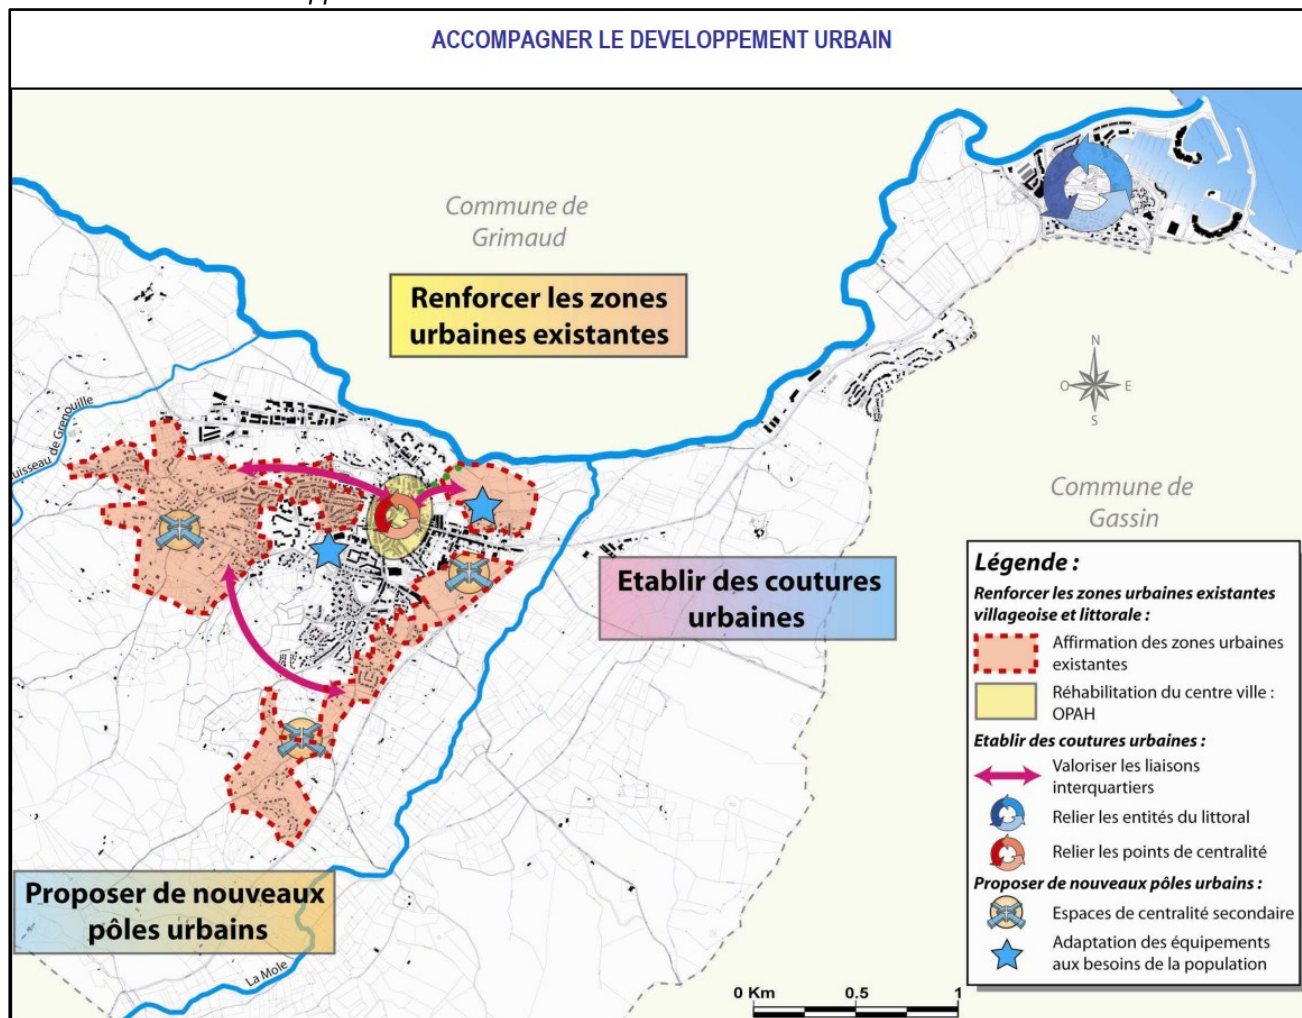 ACCOMPAGNER LE DEVELOPPEMENT URBAIN
Commune de
Grimaud
Renforcer les zones
urbaines existantes
N
O
E
S
Commune de
Gassin
Etablir des coutures
urbaines
Proposer de nouveaux
pôles urbains
La Mole
Légende :
Renforcer les zones urbaines existantes
villageoise et littorale :
Affirmation des zones urbaines
existantes
Réhabilitation du centre ville :
OPAH
Etablir des coutures urbaines :
Valoriser les liaisons
interquartiers
Relier les entités du littoral
Relier les points de centralité
Proposer de nouveaux pôles urbains :
Espaces de centralité secondaire
Adaptation des équipements
aux besoins de la population
0 Km 0.5 1
de Grenouille